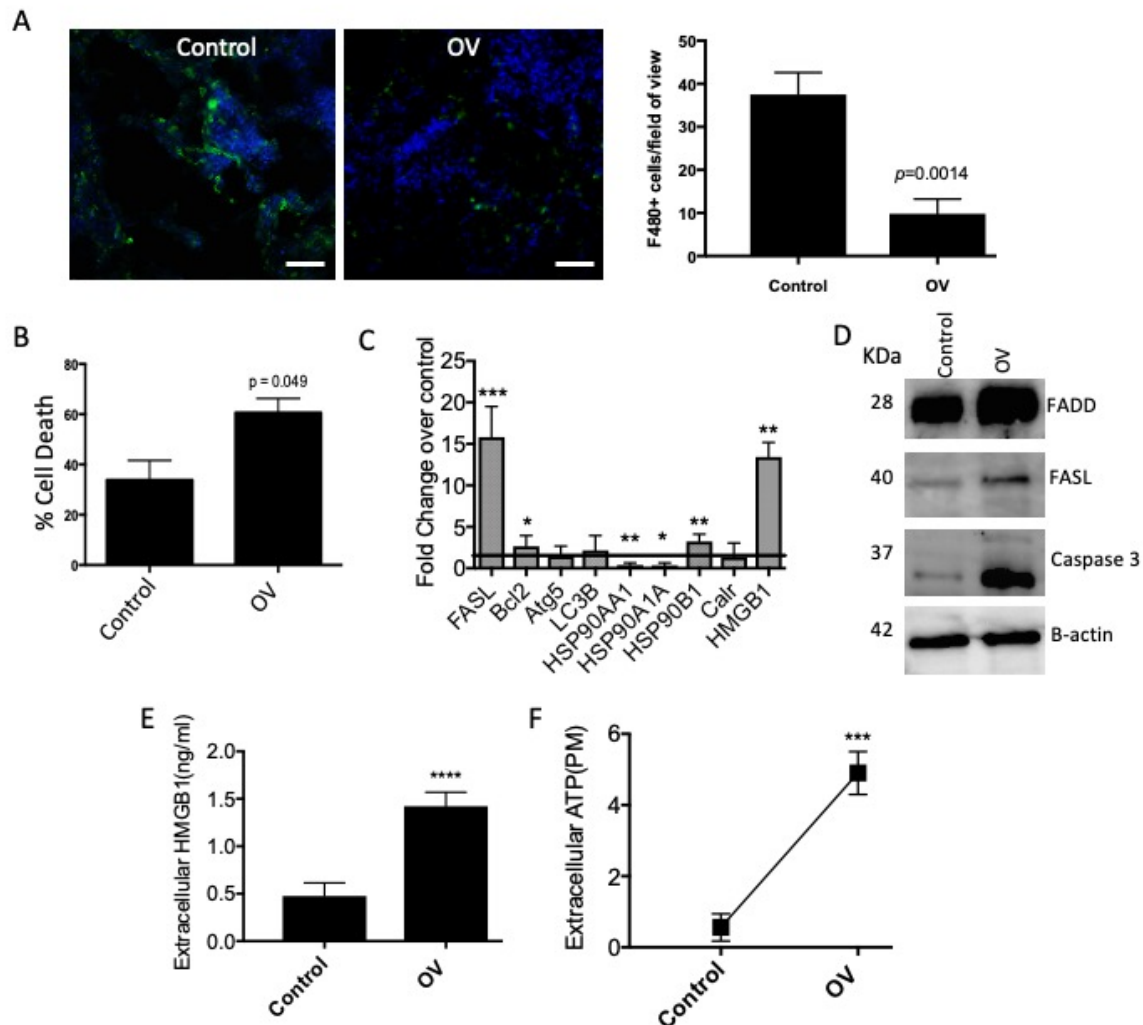 A
Control
OV
F480+ cells/field of view
50
40
30
20
10
0
p=0.0014
Control
OV
B
% Cell Death
80
60
40
20
0
p = 0.049
Control
OV
C
Fold Change over control
25
20
15
10
5
0
***
*
**
*
**
**
FASL
Bcl2
Atg5
LC3B
HSP90AA1
HSP90A1A
HSP90B1
Calr
HMGB1
D
KDa
Control
OV
28
FADD
40
FASL
37
Caspase 3
42
B-actin
E
Extracellular HMGB1(ng/ml)
2.0
1.5
1.0
0.5
0.0
****
Control
OV
F
Extracellular ATP(PM)
6
4
2
0
***
Control
OV